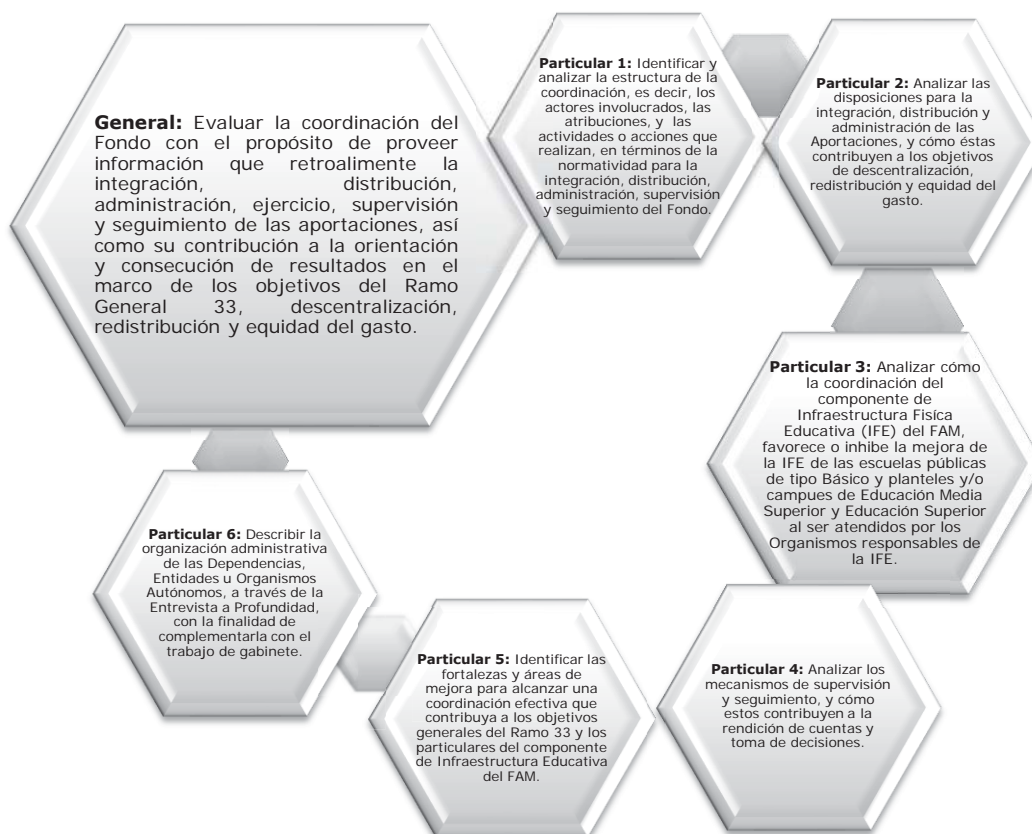 General: Evaluar la coordinación del
Fondo con el propósito de proveer
información que retroalimente la
integración, distribución,
administración, ejercicio, supervisión
y seguimiento de las aportaciones, así
como su contribución a la orientación
y consecución de resultados en el
marco de los objetivos del Ramo
General 33, descentralización,
redistribución y equidad del gasto.
Particular 1: Identificar y
analizar la estructura de la
coordinación, es decir, los
actores involucrados, las
atribuciones, y las
actividades o acciones que
realizan, en términos de la
normatividad para la
integración, distribución,
administración, supervisión
y seguimiento del Fondo.
Particular 2: Analizar las
disposiciones para la
integración, distribución y
administración de las
Aportaciones, y cómo éstas
contribuyen a los objetivos
de descentralización,
redistribución y equidad del
gasto.
Particular 3: Analizar cómo
la coordinación del
componente de
Infraestructura Fisíca
Educativa (IFE) del FAM,
favorece o inhibe la mejora de
la IFE de las escuelas públicas
de tipo Básico y planteles y/o
campues de Educación Media
Superior y Educación Superior
al ser atendidos por los
Organismos responsables de
la IFE.
Particular 4: Analizar los
mecanismos de supervisión
y seguimiento, y cómo
estos contribuyen a la
rendición de cuentas y
toma de decisiones.
Particular 5: Identificar las
fortalezas y áreas de
mejora para alcanzar una
coordinación efectiva que
contribuya a los objetivos
generales del Ramo 33 y los
particulares del componente
de Infraestructura Educativa
del FAM.
Particular 6: Describir la
organización administrativa
de las Dependencias,
Entidades u Organismos
Autónomos, a través de la
Entrevista a Profundidad,
con la finalidad de
complementarla con el
trabajo de gabinete.